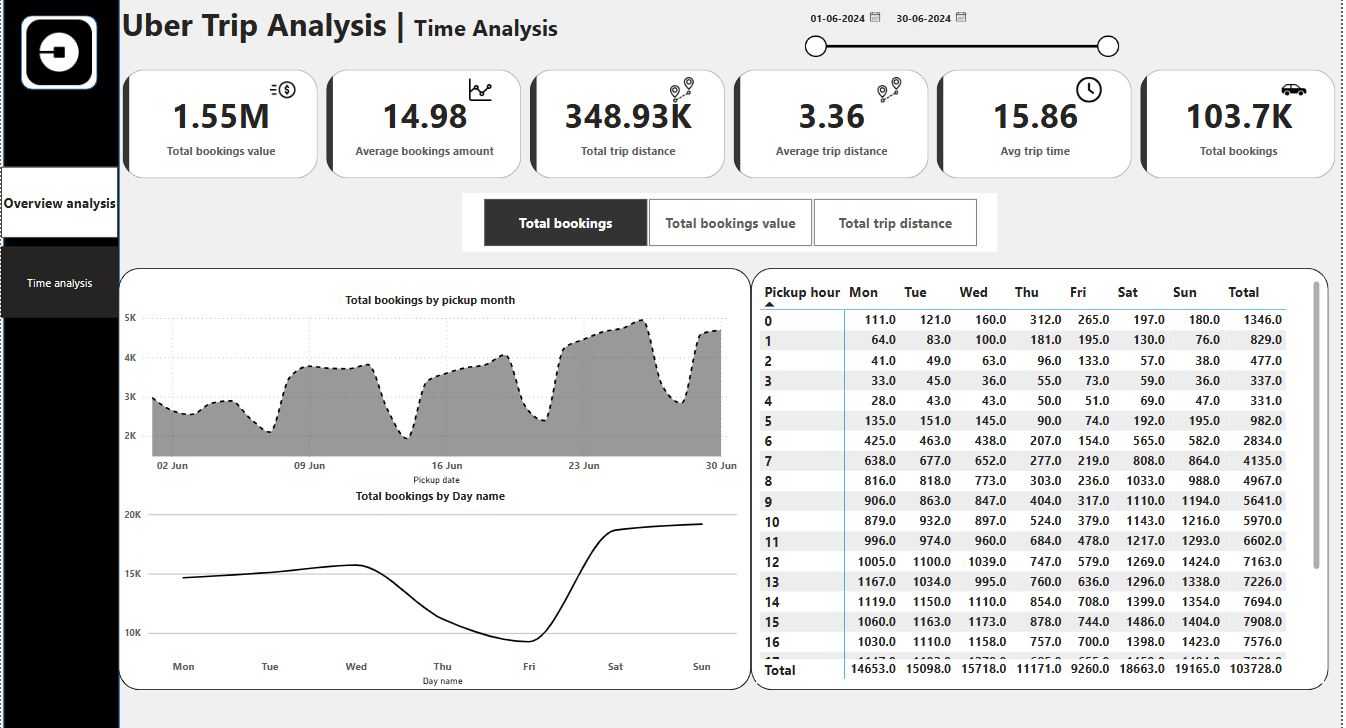 Uber Trip Analysis | Time Analysis
01-06-2024 30-06-2024
1.55M
Total bookings value
14.98
Average bookings amount
348.93K
Total trip distance
3.36
Average trip distance
15.86
Avg trip time
103.7K
Total bookings
Overview analysis
Time analysis
Total bookings Total bookings value Total trip distance
Total bookings by pickup month
5K
4K
3K
2K
02 Jun 09 Jun 16 Jun 23 Jun 30 Jun
Pickup date
Total bookings by Day name
20K
15K
10K
Mon Tue Wed Thu Fri Sat Sun
Day name
Pickup hour Mon Tue Wed Thu Fri Sat Sun Total
0 111.0 121.0 160.0 312.0 265.0 197.0 180.0 1346.0
1 64.0 83.0 100.0 181.0 195.0 130.0 76.0 829.0
2 41.0 49.0 63.0 96.0 133.0 57.0 38.0 477.0
3 33.0 45.0 36.0 55.0 73.0 59.0 36.0 337.0
4 28.0 43.0 43.0 50.0 51.0 69.0 47.0 331.0
5 135.0 151.0 145.0 90.0 74.0 192.0 195.0 982.0
6 425.0 463.0 438.0 207.0 154.0 565.0 582.0 2834.0
7 638.0 677.0 652.0 277.0 219.0 808.0 864.0 4135.0
8 816.0 818.0 773.0 303.0 236.0 1033.0 988.0 4967.0
9 906.0 863.0 847.0 404.0 317.0 1110.0 1194.0 5641.0
10 879.0 932.0 897.0 524.0 379.0 1143.0 1216.0 5970.0
11 996.0 974.0 960.0 684.0 478.0 1217.0 1293.0 6602.0
12 1005.0 1100.0 1039.0 747.0 579.0 1269.0 1424.0 7163.0
13 1167.0 1034.0 995.0 760.0 636.0 1296.0 1338.0 7226.0
14 1119.0 1150.0 1110.0 854.0 708.0 1399.0 1354.0 7694.0
15 1060.0 1163.0 1173.0 878.0 744.0 1486.0 1404.0 7908.0
16 1030.0 1110.0 1158.0 757.0 700.0 1398.0 1423.0 7576.0
Total 14653.0 15098.0 15718.0 11171.0 9260.0 18663.0 19165.0 103728.0